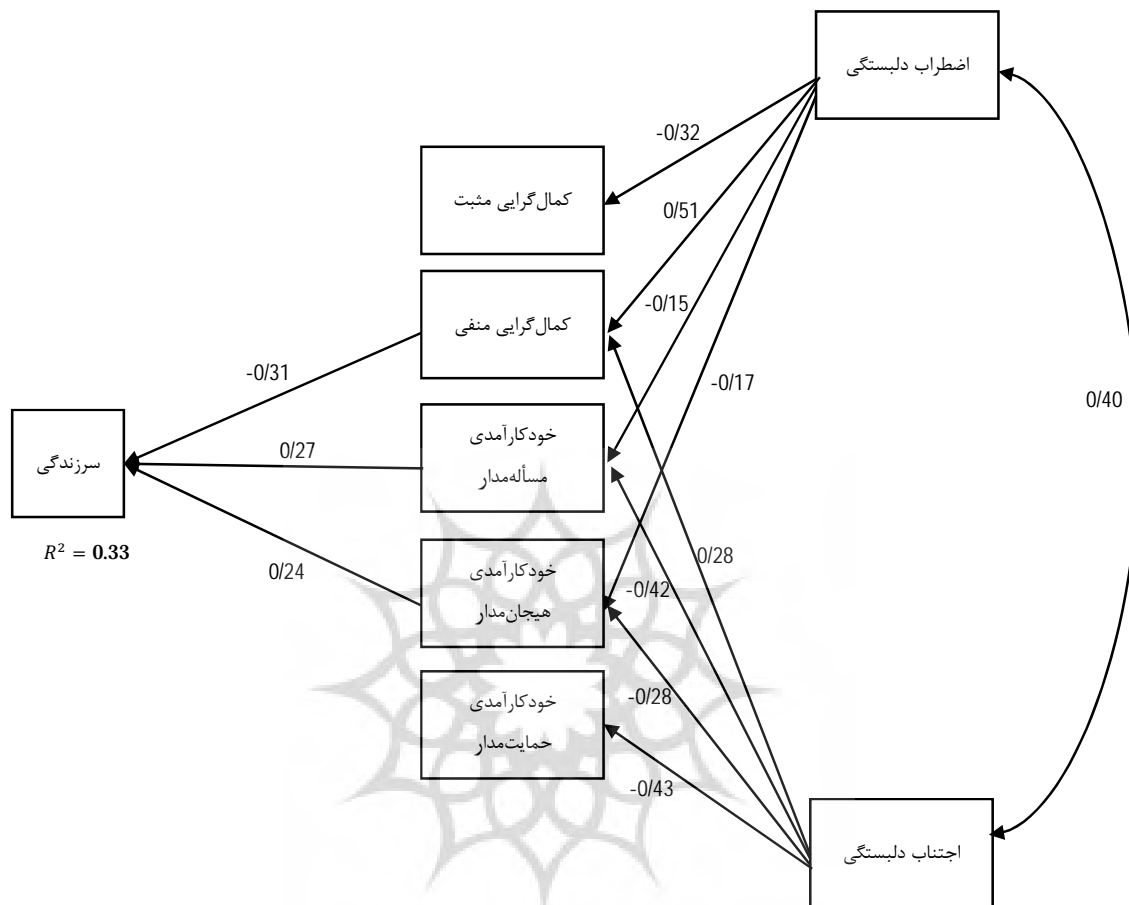 اضطراب دلبستگی
-0/32
کمال‌گرایی مثبت
0/51
-0/15
کمال‌گرایی منفی
-0/17
-0/31
0/40
خودکارآمدی
مسأله‌مدار
0/27
سرزندگی
R² = 0.33
خودکارآمدی
هیجان‌مدار
0/24
0/28
-0/42
خودکارآمدی
حمایت‌مدار
-0/28
-0/43
اجتناب دلبستگی